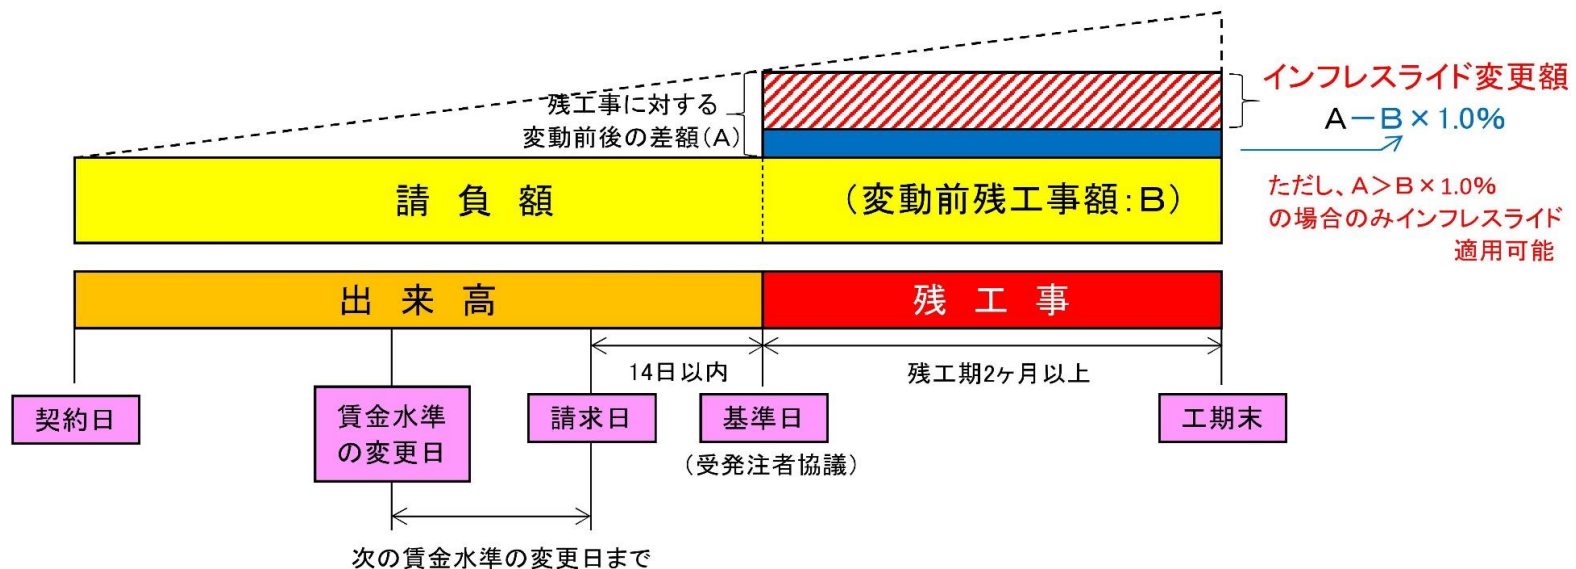 残工事に対する
変動前後の差額(A)
インフレスライド変更額
A－B×1.0%
ただし、A＞B×1.0%
の場合のみインフレスライド
適用可能
請負額
（変動前残工事額：B）
出来高
残工事
14日以内
残工期2ヶ月以上
契約日
賃金水準
の変更日
請求日
基準日
（受発注者協議）
工期末
次の賃金水準の変更日まで